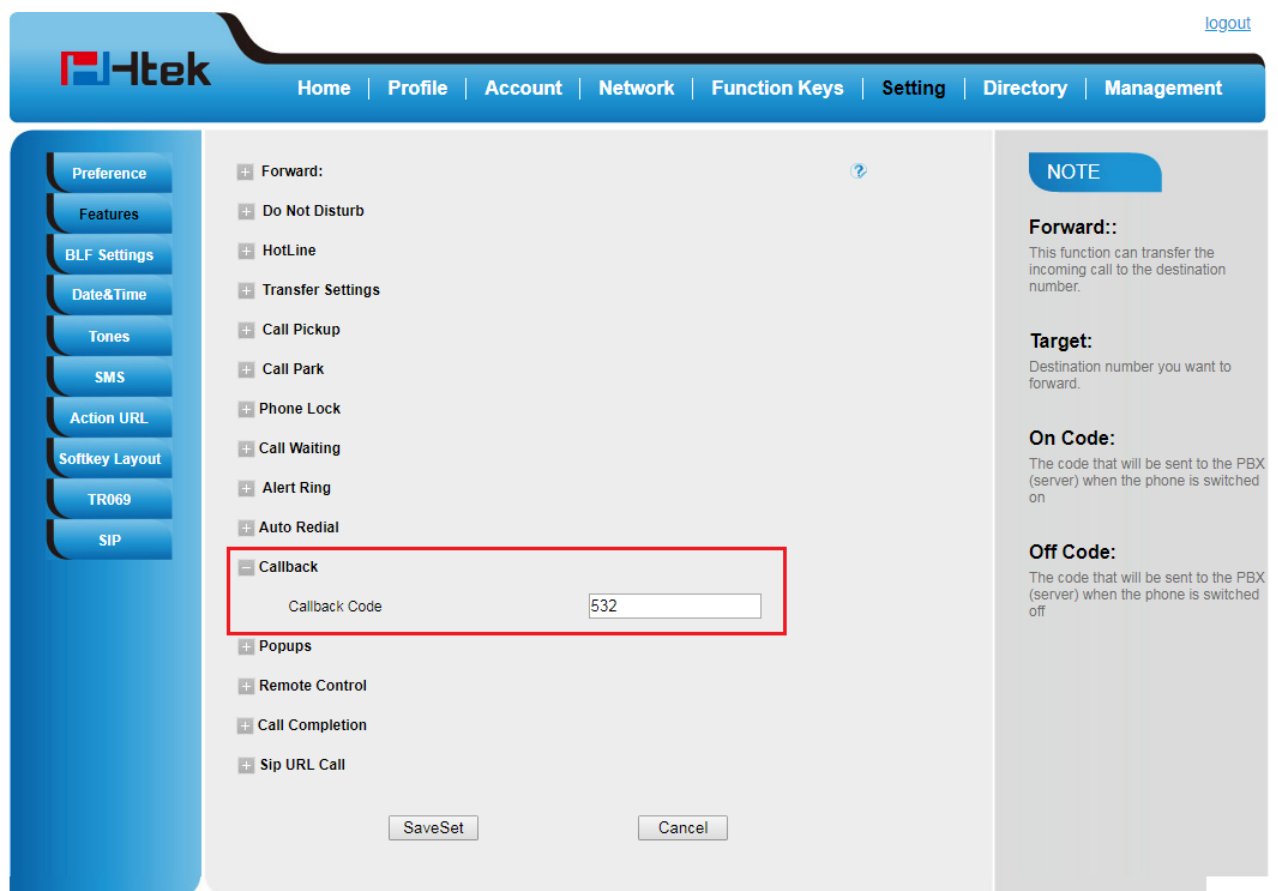 logout
Htek
Home | Profile | Account | Network | Function Keys | Setting | Directory | Management
Preference
Features
BLF Settings
Date&Time
Tones
SMS
Action URL
Softkey Layout
TR069
SIP
Forward:
Do Not Disturb
HotLine
Transfer Settings
Call Pickup
Call Park
Phone Lock
Call Waiting
Alert Ring
Auto Redial
Callback
Callback Code 532
Popups
Remote Control
Call Completion
Sip URL Call
SaveSet Cancel
NOTE
Forward::
This function can transfer the
incoming call to the destination
number.
Target:
Destination number you want to
forward.
On Code:
The code that will be sent to the PBX
(server) when the phone is switched
on
Off Code:
The code that will be sent to the PBX
(server) when the phone is switched
off